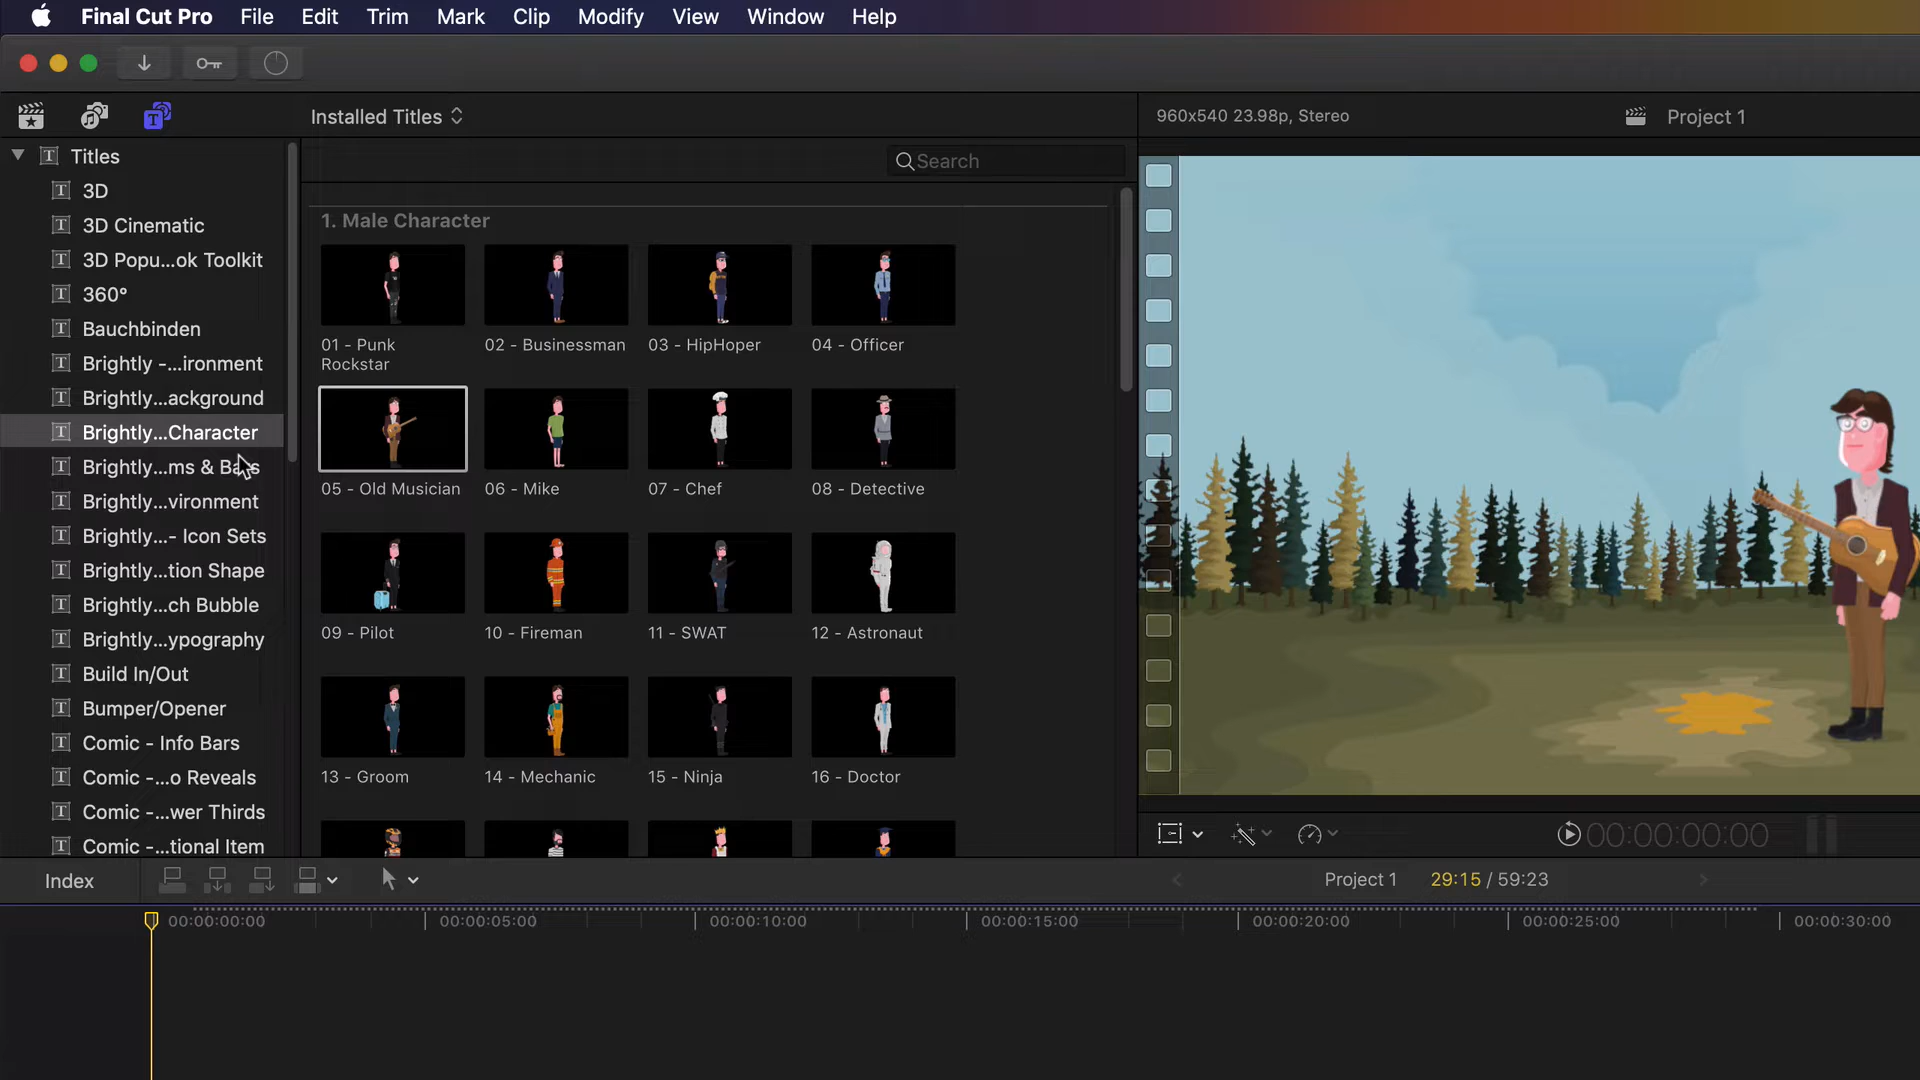 Final Cut Pro File Edit Trim Mark Clip Modify View Window Help
Installed Titles
960x540 23.98p, Stereo
Project 1
Search
Titles
3D
3D Cinematic
3D Popu...ok Toolkit
360°
Bauchbinden
Brightly -...ironment
Brightly...ackground
Brightly...Character
Brightly...ms & Bars
Brightly...vironment
Brightly...- Icon Sets
Brightly...tion Shape
Brightly...ch Bubble
Brightly...ypography
Build In/Out
Bumper/Opener
Comic - Info Bars
Comic -...o Reveals
Comic -...wer Thirds
Comic -...tional Item
1. Male Character
01 - Punk
Rockstar
02 - Businessman
03 - HipHoper
04 - Officer
05 - Old Musician
06 - Mike
07 - Chef
08 - Detective
09 - Pilot
10 - Fireman
11 - SWAT
12 - Astronaut
13 - Groom
14 - Mechanic
15 - Ninja
16 - Doctor
00:00:00:00
Index
Project 1 29:15 / 59:23
00:00:00:00 00:00:05:00 00:00:10:00 00:00:15:00 00:00:20:00 00:00:25:00 00:00:30:00